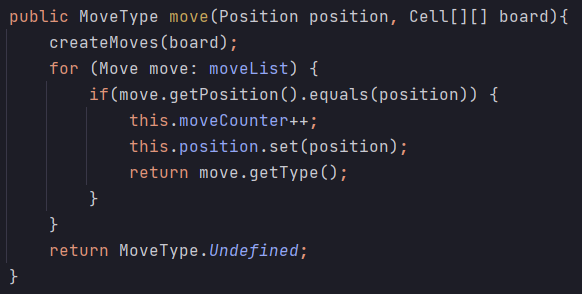 public MoveType move(Position position, Cell[][] board){
    createMoves(board);
    for (Move move: moveList) {
        if(move.getPosition().equals(position)) {
            this.moveCounter++;
            this.position.set(position);
            return move.getType();
        }
    }
    return MoveType.Undefined;
}